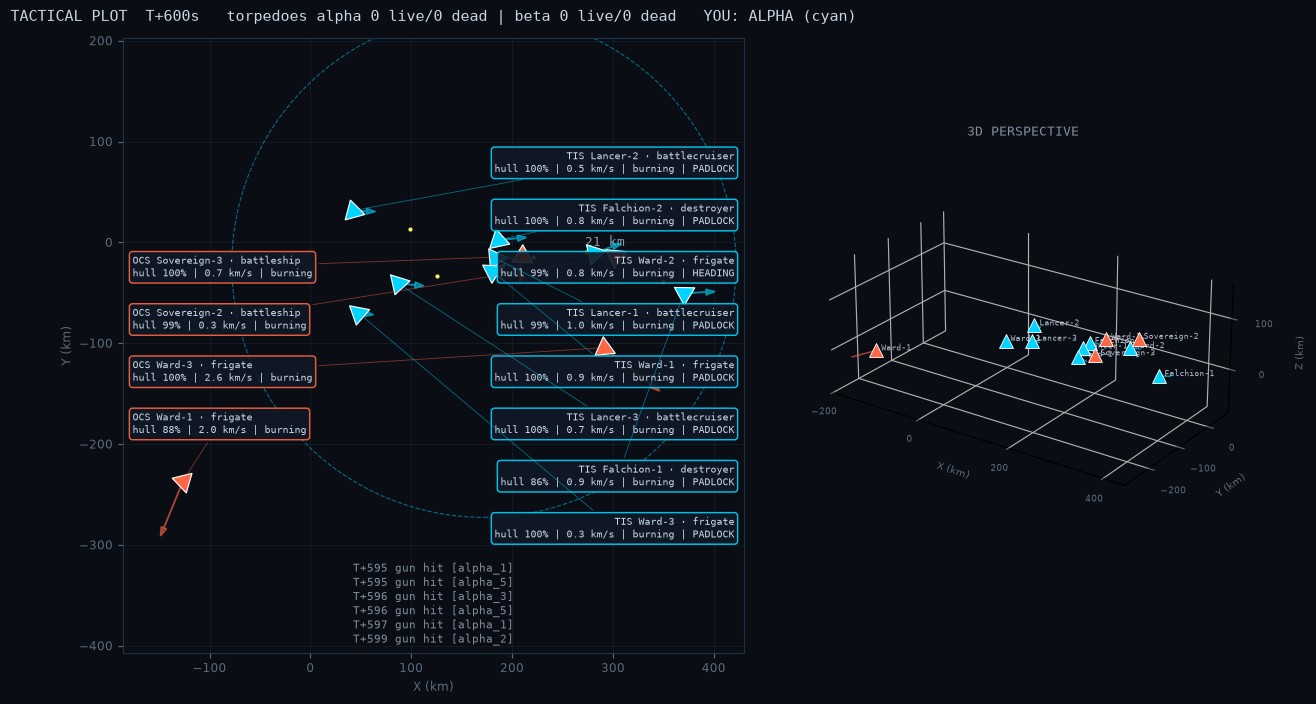 TACTICAL PLOT  T+600s   torpedoes alpha 0 live/0 dead | beta 0 live/0 dead   YOU: ALPHA (cyan)
200
100
0
−100
−200
−300
−400
Y (km)
−100
0
100
200
300
400
X (km)
21 km
OCS Sovereign-3 · battleship
hull 100% | 0.7 km/s | burning
OCS Sovereign-2 · battleship
hull 99% | 0.3 km/s | burning
OCS Ward-3 · frigate
hull 100% | 2.6 km/s | burning
OCS Ward-1 · frigate
hull 88% | 2.0 km/s | burning
TIS Lancer-2 · battlecruiser
hull 100% | 0.5 km/s | burning | PADLOCK
TIS Falchion-2 · destroyer
hull 100% | 0.8 km/s | burning | PADLOCK
TIS Ward-2 · frigate
hull 99% | 0.8 km/s | burning | HEADING
TIS Lancer-1 · battlecruiser
hull 99% | 1.0 km/s | burning | PADLOCK
TIS Ward-1 · frigate
hull 100% | 0.9 km/s | burning | PADLOCK
TIS Lancer-3 · battlecruiser
hull 100% | 0.7 km/s | burning | PADLOCK
TIS Falchion-1 · destroyer
hull 86% | 0.9 km/s | burning | PADLOCK
TIS Ward-3 · frigate
hull 100% | 0.3 km/s | burning | PADLOCK
T+595 gun hit [alpha_1]
T+595 gun hit [alpha_5]
T+596 gun hit [alpha_3]
T+596 gun hit [alpha_5]
T+597 gun hit [alpha_1]
T+599 gun hit [alpha_2]
3D PERSPECTIVE
Lancer-2
Lancer-3
Sovereign-2
Sovereign-3
Ward-1
Falchion-1
−200
0
200
400
X (km)
−200
−100
0
Y (km)
0
100
Z (km)